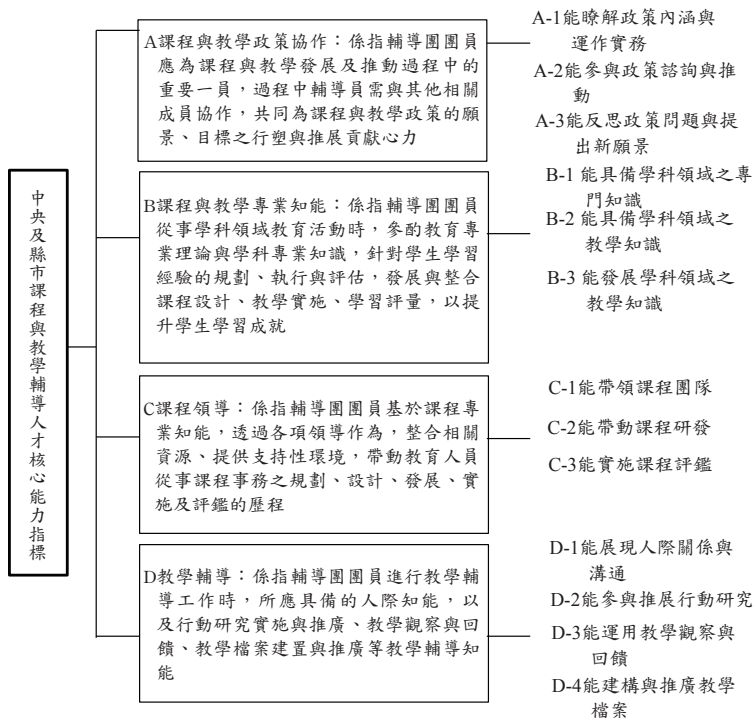 中央及縣市課程與教學輔導人才核心能力指標
A課程與教學政策協作：係指輔導團團員
應為課程與教學發展及推動過程中的
重要一員，過程中輔導員需與其他相關
成員協作，共同為課程與教學政策的願
景、目標之行塑與推展貢獻心力
A-1能瞭解政策內涵與
運作實務
A-2能參與政策諮詢與推
動
A-3能反思政策問題與提
出新願景
B課程與教學專業知能：係指輔導團團員
從事學科領域教育活動時，參酌教育專
業理論與學科專業知識，針對學生學習
經驗的規劃、執行與評估，發展與整合
課程設計、教學實施、學習評量，以提
升學生學習成就
B-1 能具備學科領域之專
門知識
B-2 能具備學科領域之
教學知識
B-3 能發展學科領域之
教學知識
C課程領導：係指輔導團團員基於課程專
業知能，透過各項領導作為，整合相關
資源、提供支持性環境，帶動教育人員
從事課程事務之規劃、設計、發展、實
施及評鑑的歷程
C-1能帶領課程團隊
C-2能帶動課程研發
C-3能實施課程評鑑
D教學輔導：係指輔導團團員進行教學輔
導工作時，所應具備的人際知能，以
及行動研究實施與推廣、教學觀察與回
饋、教學檔案建置與推廣等教學輔導知
能
D-1能展現人際關係與
溝通
D-2能參與推展行動研究
D-3能運用教學觀察與
回饋
D-4能建構與推廣教學
檔案